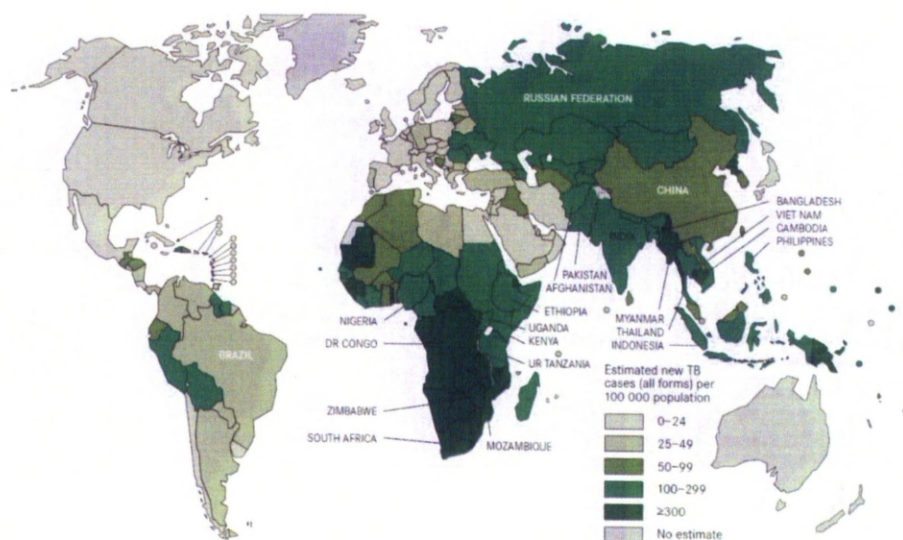 RUSSIAN FEDERATION
CHINA
INDIA
BANGLADESH
VIET NAM
CAMBODIA
PHILIPPINES
PAKISTAN
AFGHANISTAN
ETHIOPIA
UGANDA
KENYA
UR TANZANIA
MYANMAR
THAILAND
INDONESIA
NIGERIA
DR CONGO
BRAZIL
ZIMBABWE
SOUTH AFRICA
MOZAMBIQUE
Estimated new TB
cases (all forms) per
100 000 population
0–24
25–49
50–99
100–299
≥300
No estimate